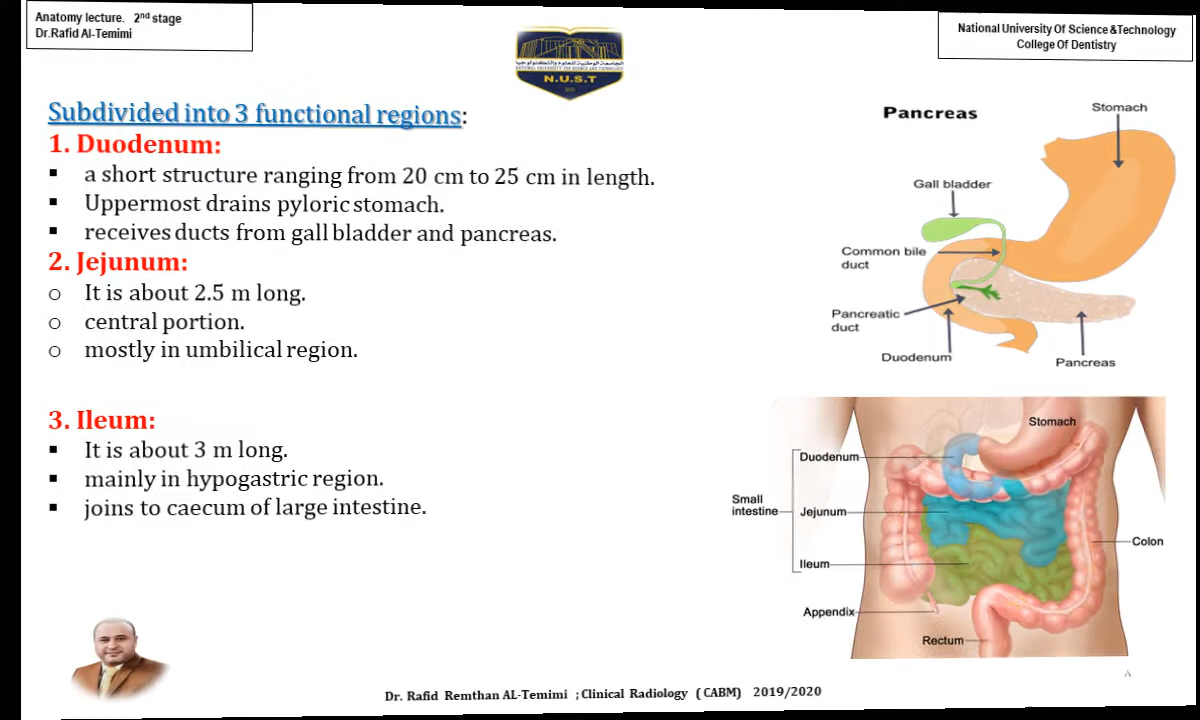 Anatomy lecture. 2nd stage
Dr.Rafid Al-Temimi
N.U.S.T
National University Of Science &Technology
College Of Dentistry
Subdivided into 3 functional regions:
1. Duodenum:
▪ a short structure ranging from 20 cm to 25 cm in length.
▪ Uppermost drains pyloric stomach.
▪ receives ducts from gall bladder and pancreas.
2. Jejunum:
o It is about 2.5 m long.
o central portion.
o mostly in umbilical region.
3. Ileum:
▪ It is about 3 m long.
▪ mainly in hypogastric region.
▪ joins to caecum of large intestine.
Pancreas
Stomach
Gall bladder
Common bile
duct
Pancreatic
duct
Duodenum
Pancreas
Stomach
Duodenum
Small
intestine
Jejunum
Ileum
Colon
Appendix
Rectum
Dr. Rafid Remthan AL-Temimi ; Clinical Radiology ( CABM) 2019/2020
٨